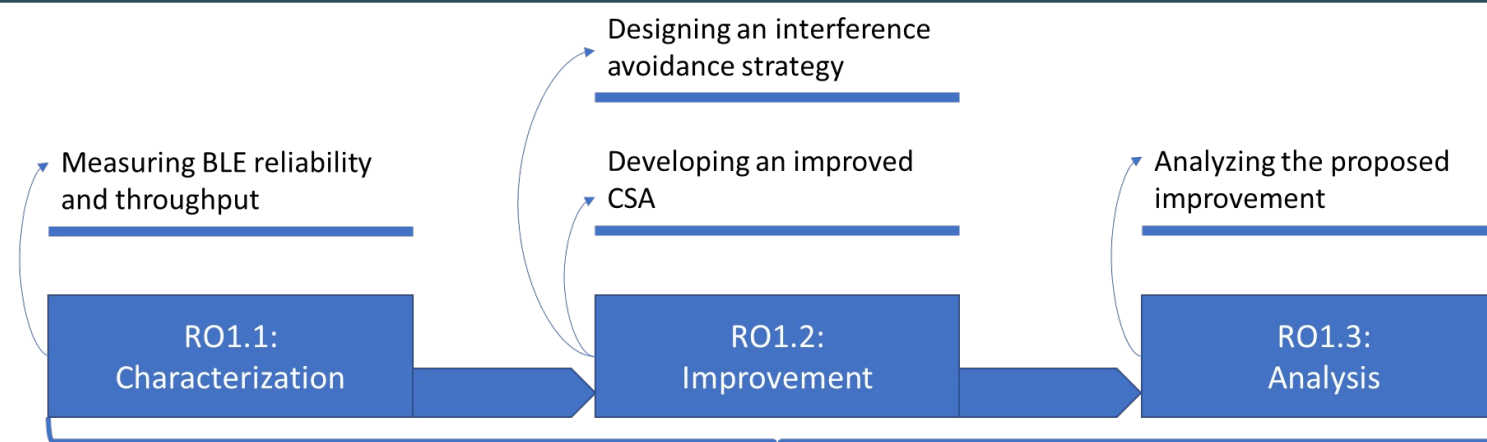 Designing an interference
avoidance strategy
Measuring BLE reliability
and throughput
Developing an improved
CSA
Analyzing the proposed
improvement
RO1.1:
Characterization
RO1.2:
Improvement
RO1.3:
Analysis